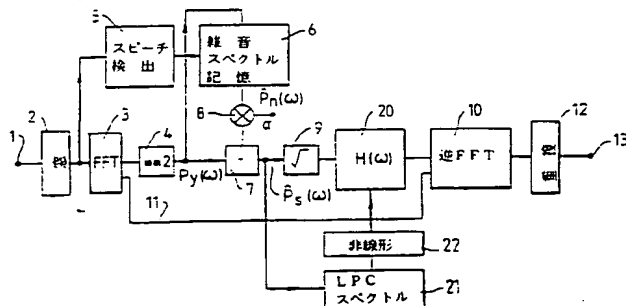 5
スピーチ
検出
雑音
スペクトル
記憶
6
2
3
4
8
P̂n(ω)
α
9
20
10
12
1
FFT
**2
-
√
H(ω)
逆FFT
13
Py(ω)
7
P̂s(ω)
11
非線形
22
LPC
スペクトル
21